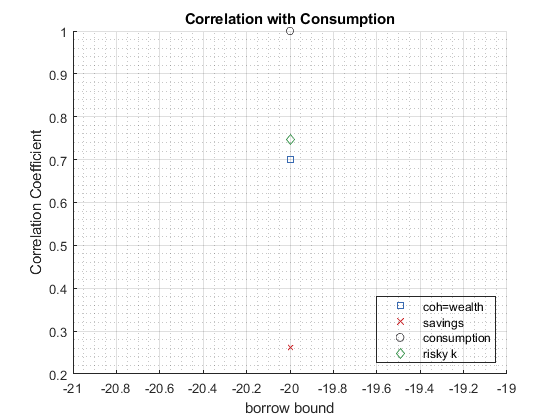 Correlation with Consumption
1
0.9
0.8
0.7
0.6
0.5
0.4
0.3
0.2
Correlation Coefficient
coh=wealth
savings
consumption
risky k
-21 -20.8 -20.6 -20.4 -20.2 -20 -19.8 -19.6 -19.4 -19.2 -19
borrow bound